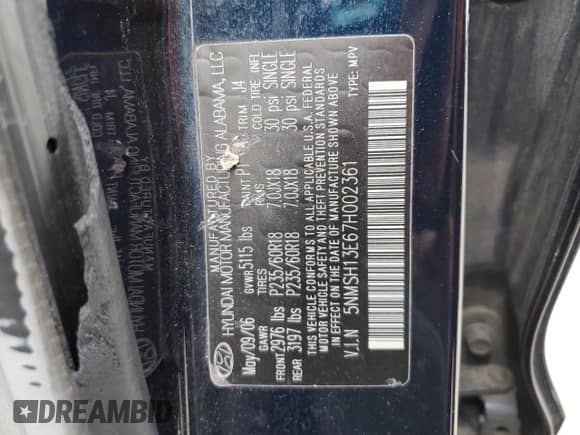 MANUFACTURED BY
HYUNDAI MOTOR MANUFACTURING ALABAMA, LLC
May/09/06 GVWR 5115 lbs PAINT TRIM J4
GAWR TIRES RMS COLD TIRE INFL
FRONT 2976 lbs P235/60R18 7.0JX18 30 psi SINGLE
REAR 3197 lbs P235/60R18 7.0JX18 30 psi SINGLE
THIS VEHICLE CONFORMS TO ALL APPLICABLE U.S.A. FEDERAL
MOTOR VEHICLE SAFETY AND THEFT PREVENTION STANDARDS
IN EFFECT ON THE DATE OF MANUFACTURE SHOWN ABOVE
V.I.N 5NMSH13E67H002361 TYPE: MPV
DREAMBID